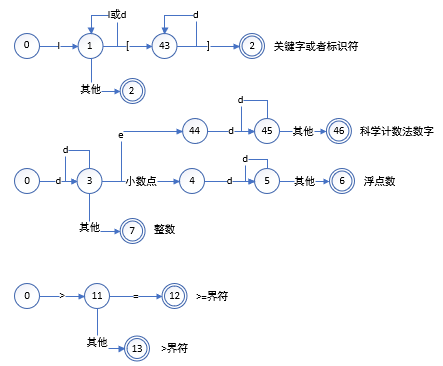 l或d d
0 l 1 [ 43 ] 2 关键字或者标识符
其他 2
d
44 d 45 其他 46 科学计数法数字
e
d d
0 d 3 小数点 4 d 5 其他 6 浮点数
其他 7 整数
0 > 11 = 12 >=界符
其他 13 >界符